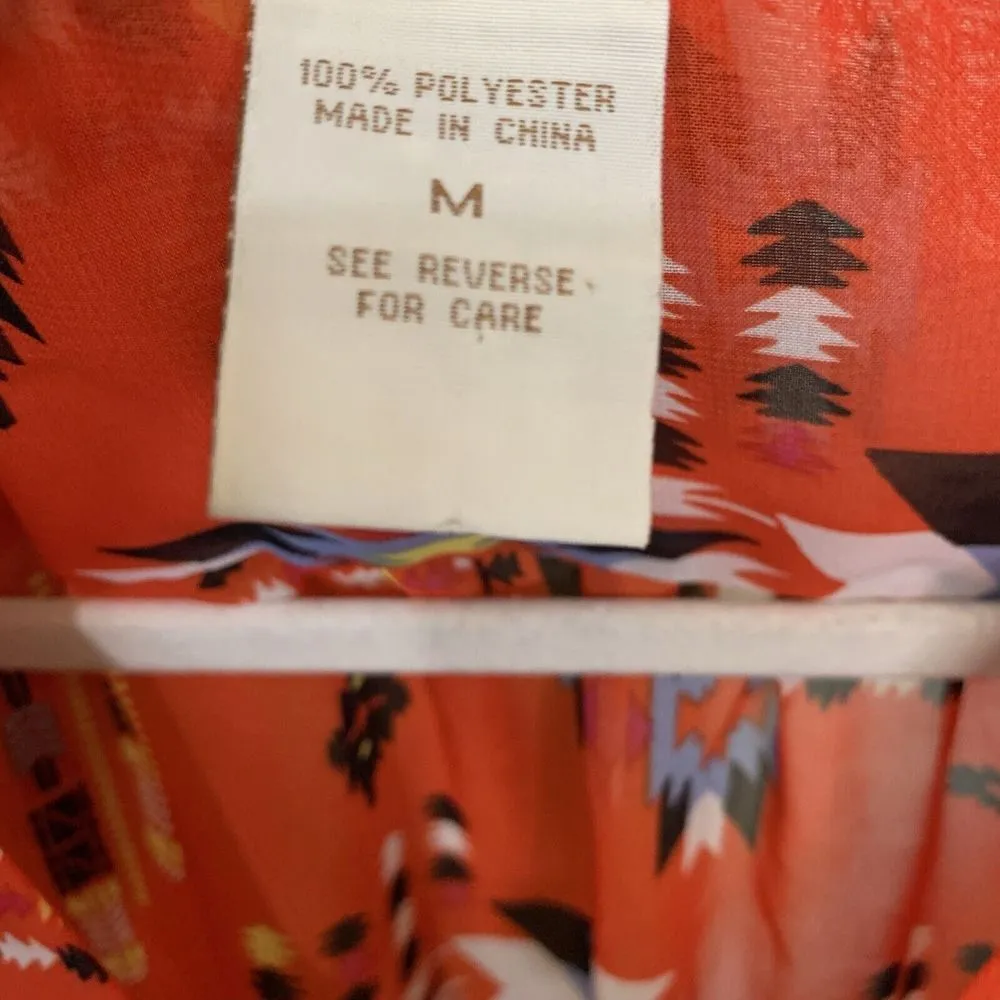 100% POLYESTER
MADE IN CHINA
M
SEE REVERSE
FOR CARE